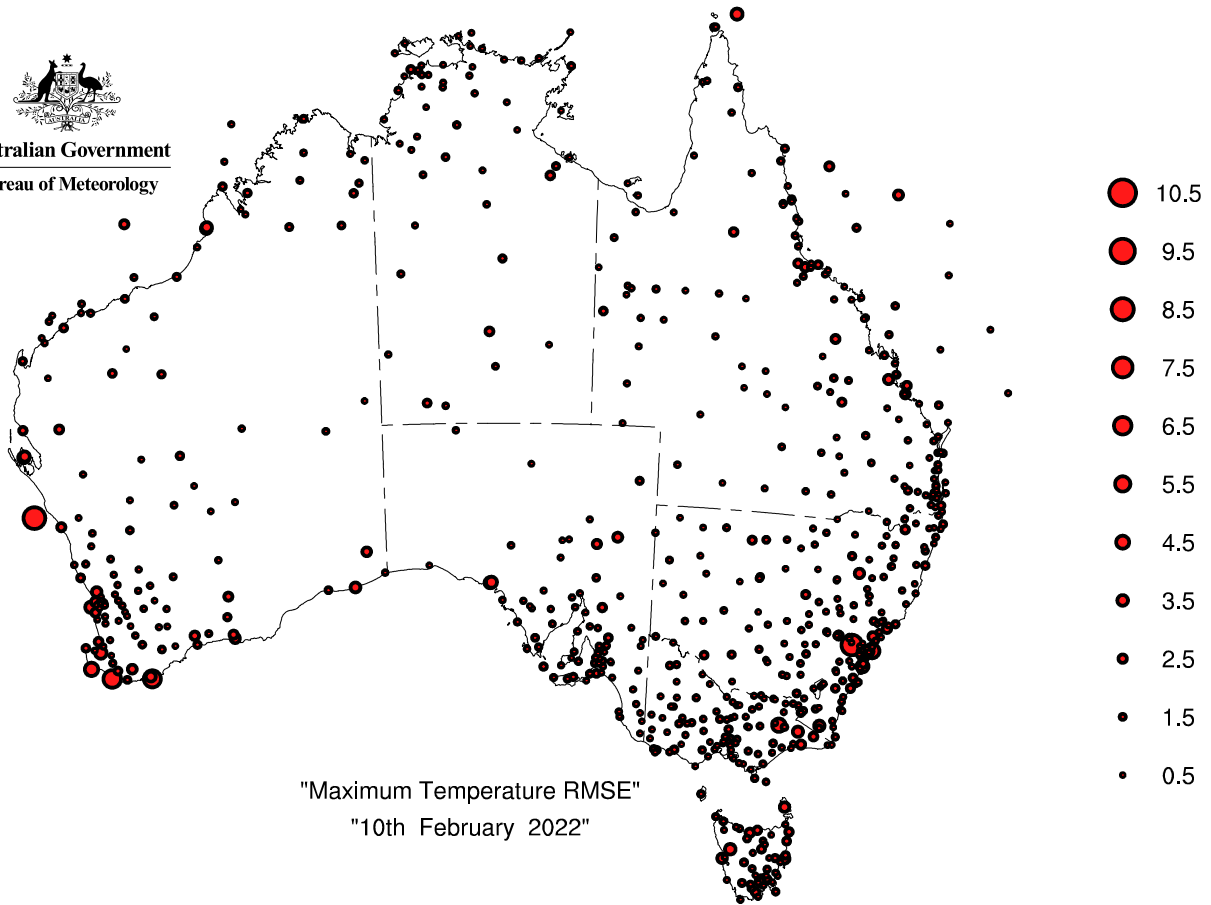 AUSTRALIA
tralian Government
reau of Meteorology
10.5
9.5
8.5
7.5
6.5
5.5
4.5
3.5
2.5
1.5
0.5
"Maximum Temperature RMSE"
"10th February 2022"